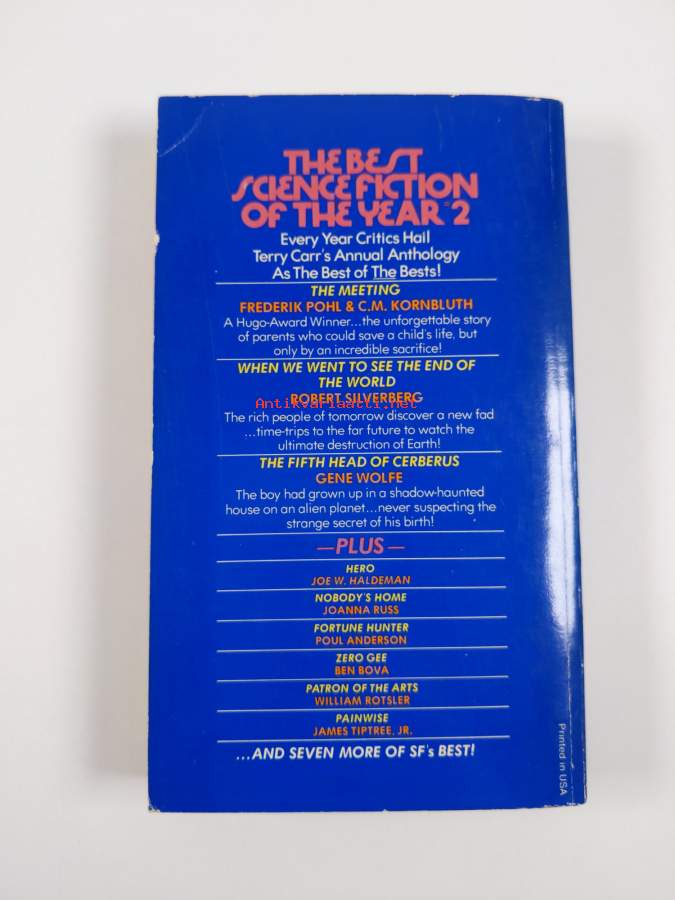 THE BEST
SCIENCE FICTION
OF THE YEAR 2
Every Year Critics Hail
Terry Carr's Annual Anthology
As The Best of The Bests!
THE MEETING
FREDERIK POHL & C.M. KORNBLUTH
A Hugo-Award Winner...the unforgettable story
of parents who could save a child's life, but
only by an incredible sacrifice!
WHEN WE WENT TO SEE THE END OF
THE WORLD
ROBERT SILVERBERG
Antikvariaatti.net
The rich people of tomorrow discover a new fad
...time-trips to the far future to watch the
ultimate destruction of Earth!
THE FIFTH HEAD OF CERBERUS
GENE WOLFE
The boy had grown up in a shadow-haunted
house on an alien planet...never suspecting the
strange secret of his birth!
—PLUS—
HERO
JOE W. HALDEMAN
NOBODY'S HOME
JOANNA RUSS
FORTUNE HUNTER
POUL ANDERSON
ZERO GEE
BEN BOVA
PATRON OF THE ARTS
WILLIAM ROTSLER
PAINWISE
JAMES TIPTREE, JR.
...AND SEVEN MORE OF SF's BEST!
Printed in USA